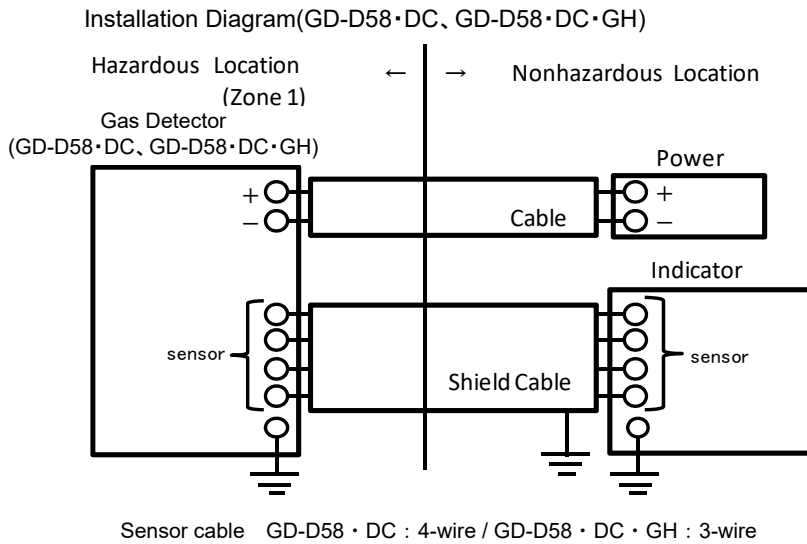 Installation Diagram(GD-D58・DC、GD-D58・DC・GH)
Hazardous Location
(Zone 1)
← →
Nonhazardous Location
Gas Detector
(GD-D58・DC、GD-D58・DC・GH)
Power
+
−
Cable
+
−
Indicator
sensor
Shield Cable
sensor
Sensor cable GD-D58・DC : 4-wire / GD-D58・DC・GH : 3-wire